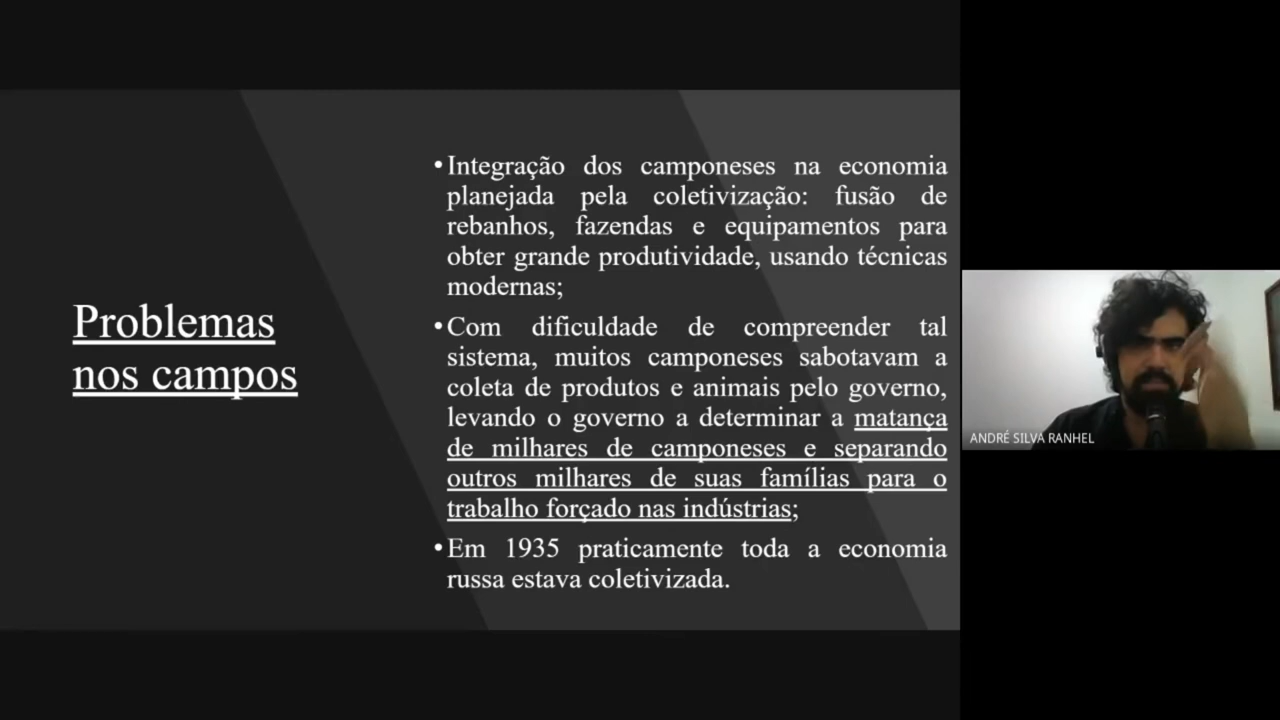 Problemas
nos campos
•Integração dos camponeses na economia
planejada pela coletivização: fusão de
rebanhos, fazendas e equipamentos para
obter grande produtividade, usando técnicas
modernas;
•Com dificuldade de compreender tal
sistema, muitos camponeses sabotavam a
coleta de produtos e animais pelo governo,
levando o governo a determinar a matança
de milhares de camponeses e separando
outros milhares de suas famílias para o
trabalho forçado nas indústrias;
•Em 1935 praticamente toda a economia
russa estava coletivizada.
ANDRÉ SILVA RANHEL